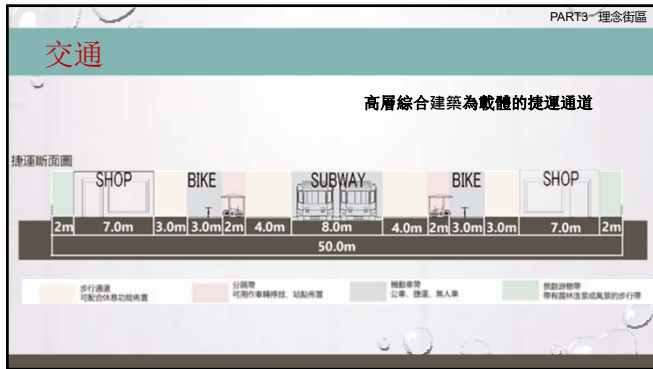 PART3 理念街區
交通
高層綜合建築為載體的捷運通道
捷運斷面圖
SHOP BIKE SUBWAY BIKE SHOP
2m 7.0m 3.0m 3.0m 2m 4.0m 8.0m 4.0m 2m 3.0m 3.0m 7.0m 2m
50.0m
步行通道 分隔帶 機動車帶 景觀游憩帶
可配合休息功能佈置 可用作車輛停放、站點佈置 公車、捷運、無人車 帶有園林造景或風景的步行帶